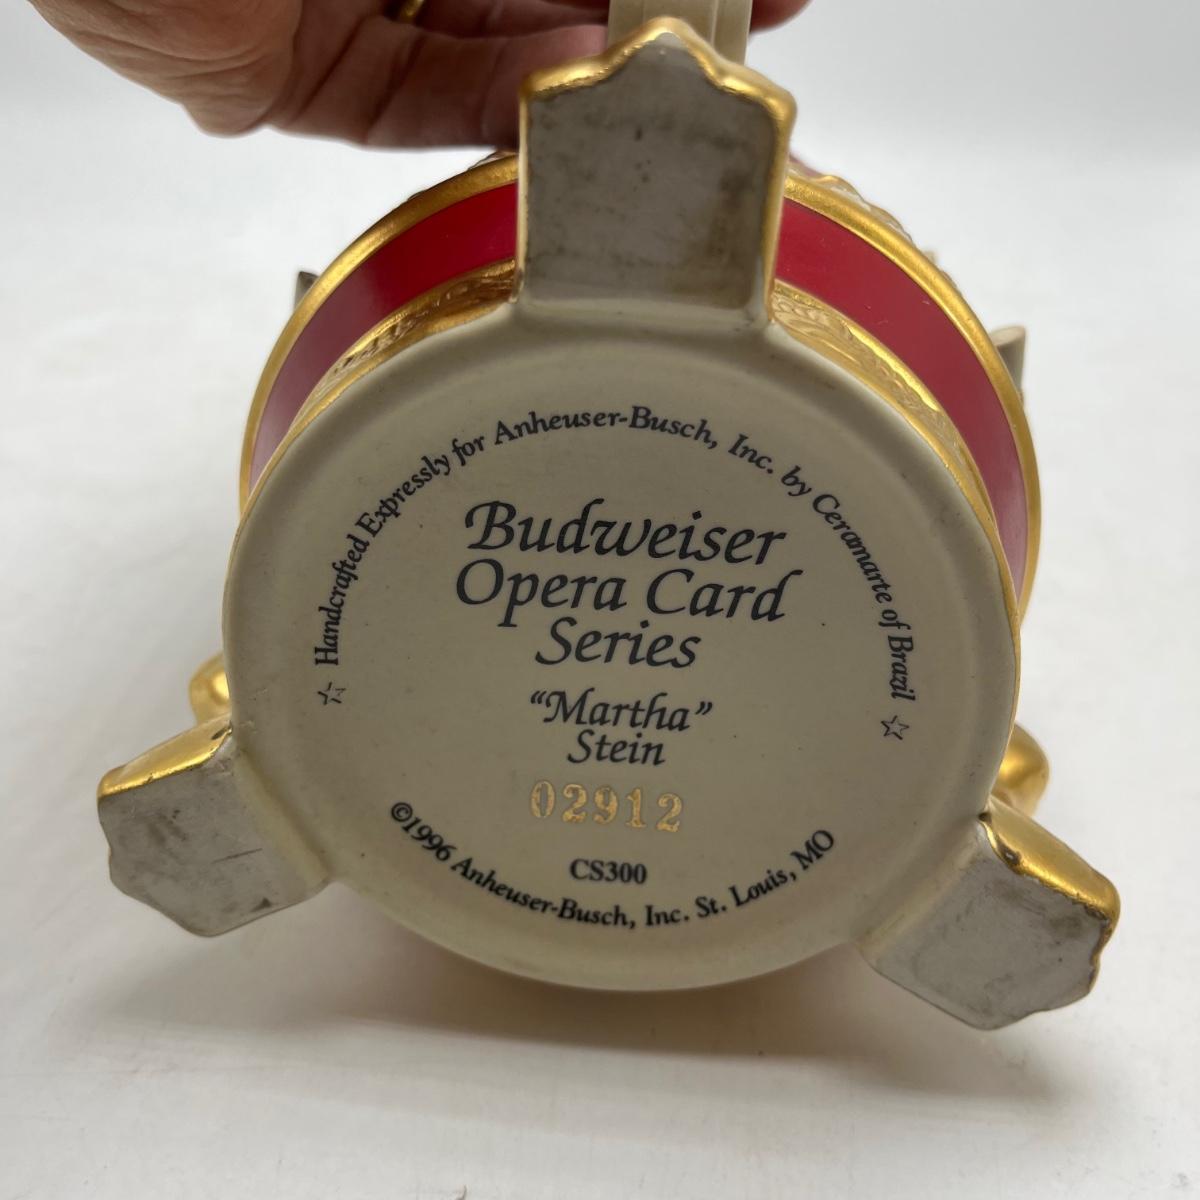 ☆ Handcrafted Expressly for Anheuser-Busch, Inc. by Ceramarte of Brazil ☆
Budweiser
Opera Card
Series
“Martha”
Stein
02912
CS300
©1996 Anheuser-Busch, Inc. St. Louis, MO